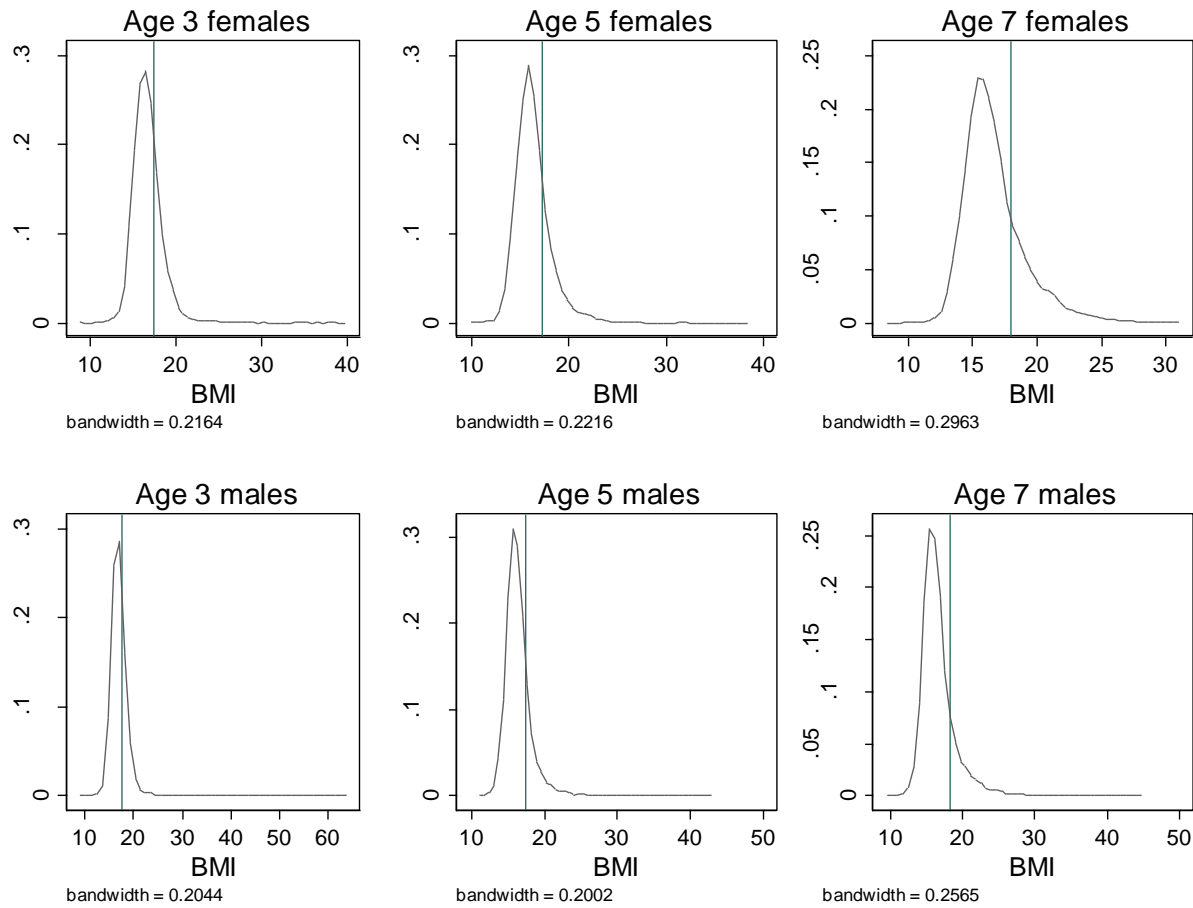 Age 3 females
.3
.2
.1
0
10 20 30 40
BMI
bandwidth = 0.2164
Age 5 females
.3
.2
.1
0
10 20 30 40
BMI
bandwidth = 0.2216
Age 7 females
.25
.2
.15
.1
.05
0
10 15 20 25 30
BMI
bandwidth = 0.2963
Age 3 males
.3
.2
.1
0
10 20 30 40 50 60
BMI
bandwidth = 0.2044
Age 5 males
.3
.2
.1
0
10 20 30 40 50
BMI
bandwidth = 0.2002
Age 7 males
.25
.2
.15
.1
.05
0
10 20 30 40 50
BMI
bandwidth = 0.2565